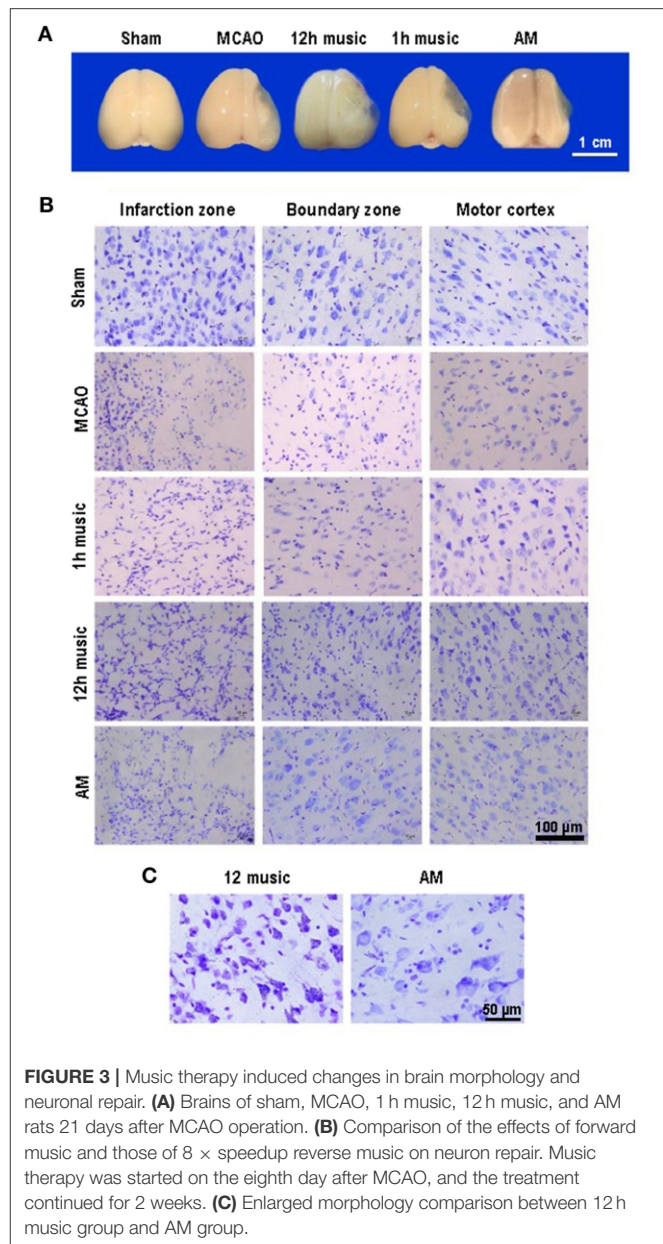 A
Sham MCAO 12h music 1h music AM
1 cm
B
Infarction zone Boundary zone Motor cortex
Sham
MCAO
1h music
12h music
AM
100 µm
C
12 music AM
50 µm
FIGURE 3 | Music therapy induced changes in brain morphology and
neuronal repair. (A) Brains of sham, MCAO, 1 h music, 12 h music, and AM
rats 21 days after MCAO operation. (B) Comparison of the effects of forward
music and those of 8 × speedup reverse music on neuron repair. Music
therapy was started on the eighth day after MCAO, and the treatment
continued for 2 weeks. (C) Enlarged morphology comparison between 12 h
music group and AM group.